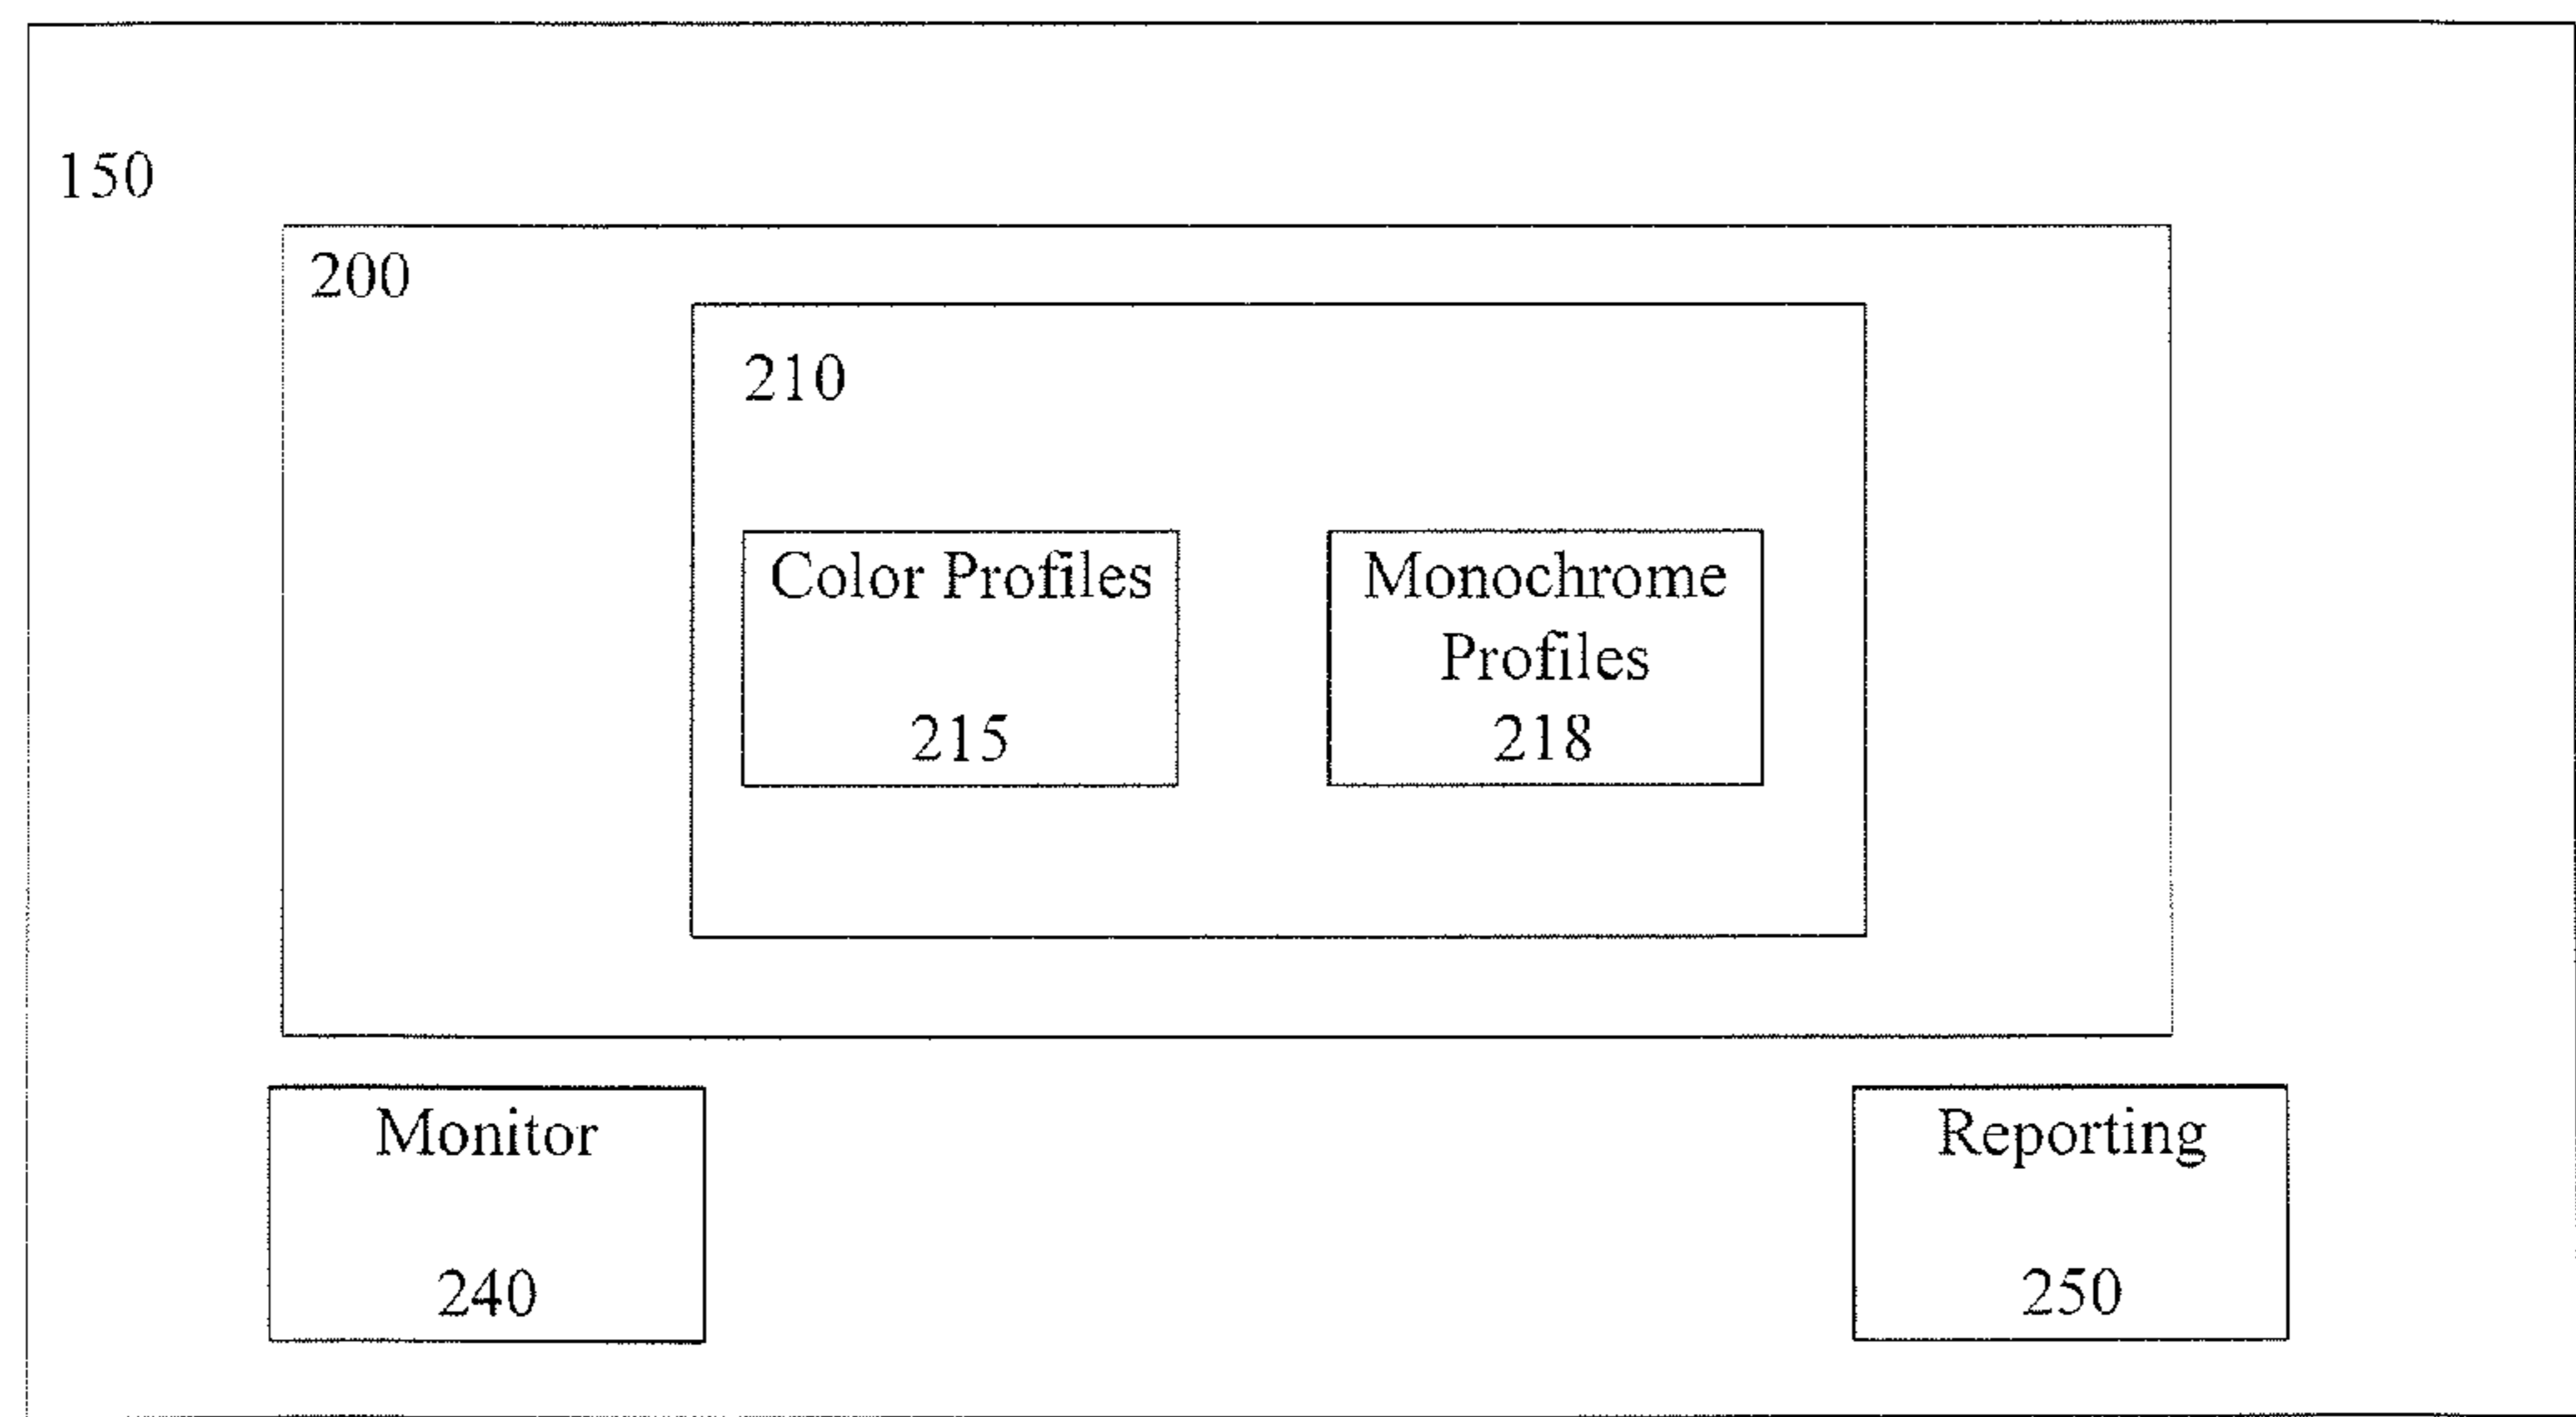 150
200
210
Color Profiles
215
Monochrome
Profiles
218
Monitor
240
Reporting
250